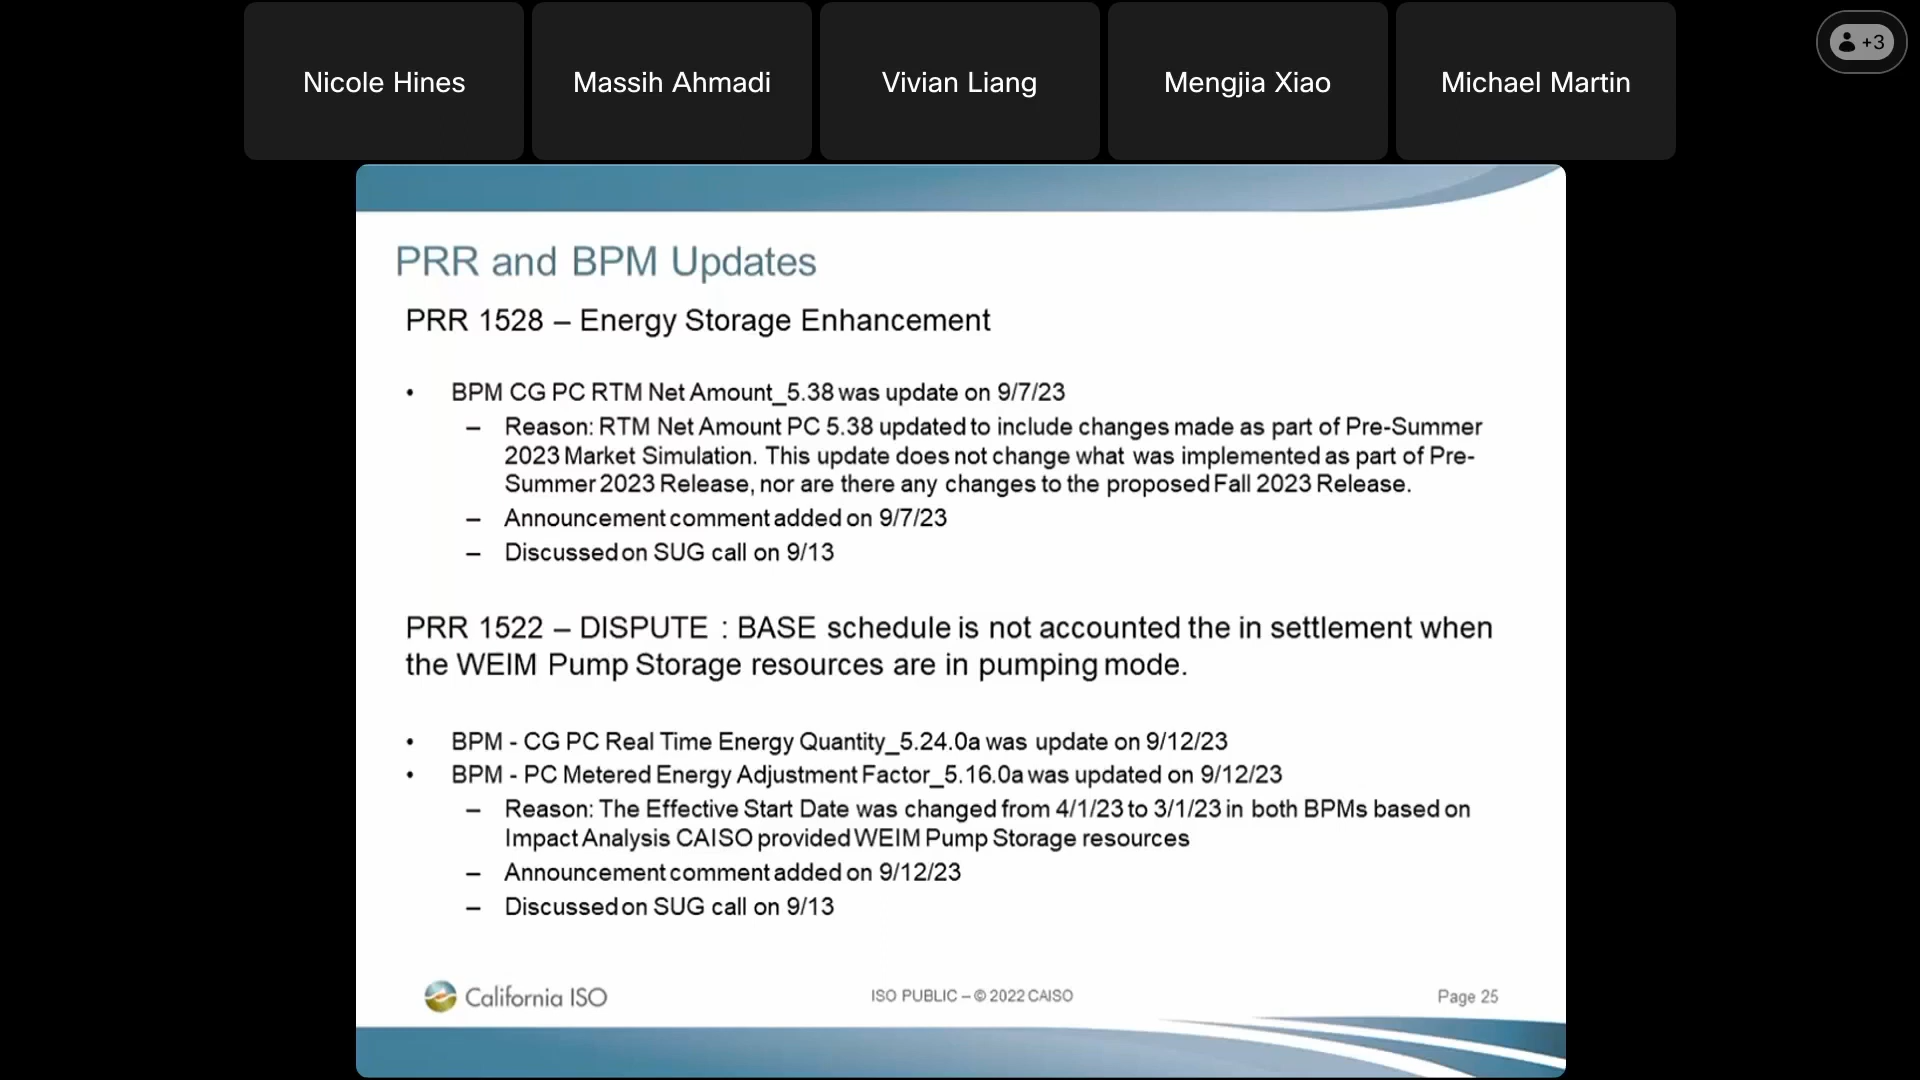 Nicole Hines
Massih Ahmadi
Vivian Liang
Mengjia Xiao
Michael Martin
+3
PRR and BPM Updates
PRR 1528 – Energy Storage Enhancement
• BPM CG PC RTM Net Amount_5.38 was update on 9/7/23
– Reason: RTM Net Amount PC 5.38 updated to include changes made as part of Pre-Summer
2023 Market Simulation. This update does not change what was implemented as part of Pre-
Summer 2023 Release, nor are there any changes to the proposed Fall 2023 Release.
– Announcement comment added on 9/7/23
– Discussed on SUG call on 9/13
PRR 1522 – DISPUTE : BASE schedule is not accounted the in settlement when
the WEIM Pump Storage resources are in pumping mode.
• BPM - CG PC Real Time Energy Quantity_5.24.0a was update on 9/12/23
• BPM - PC Metered Energy Adjustment Factor_5.16.0a was updated on 9/12/23
– Reason: The Effective Start Date was changed from 4/1/23 to 3/1/23 in both BPMs based on
Impact Analysis CAISO provided WEIM Pump Storage resources
– Announcement comment added on 9/12/23
– Discussed on SUG call on 9/13
California ISO
ISO PUBLIC – © 2022 CAISO
Page 25